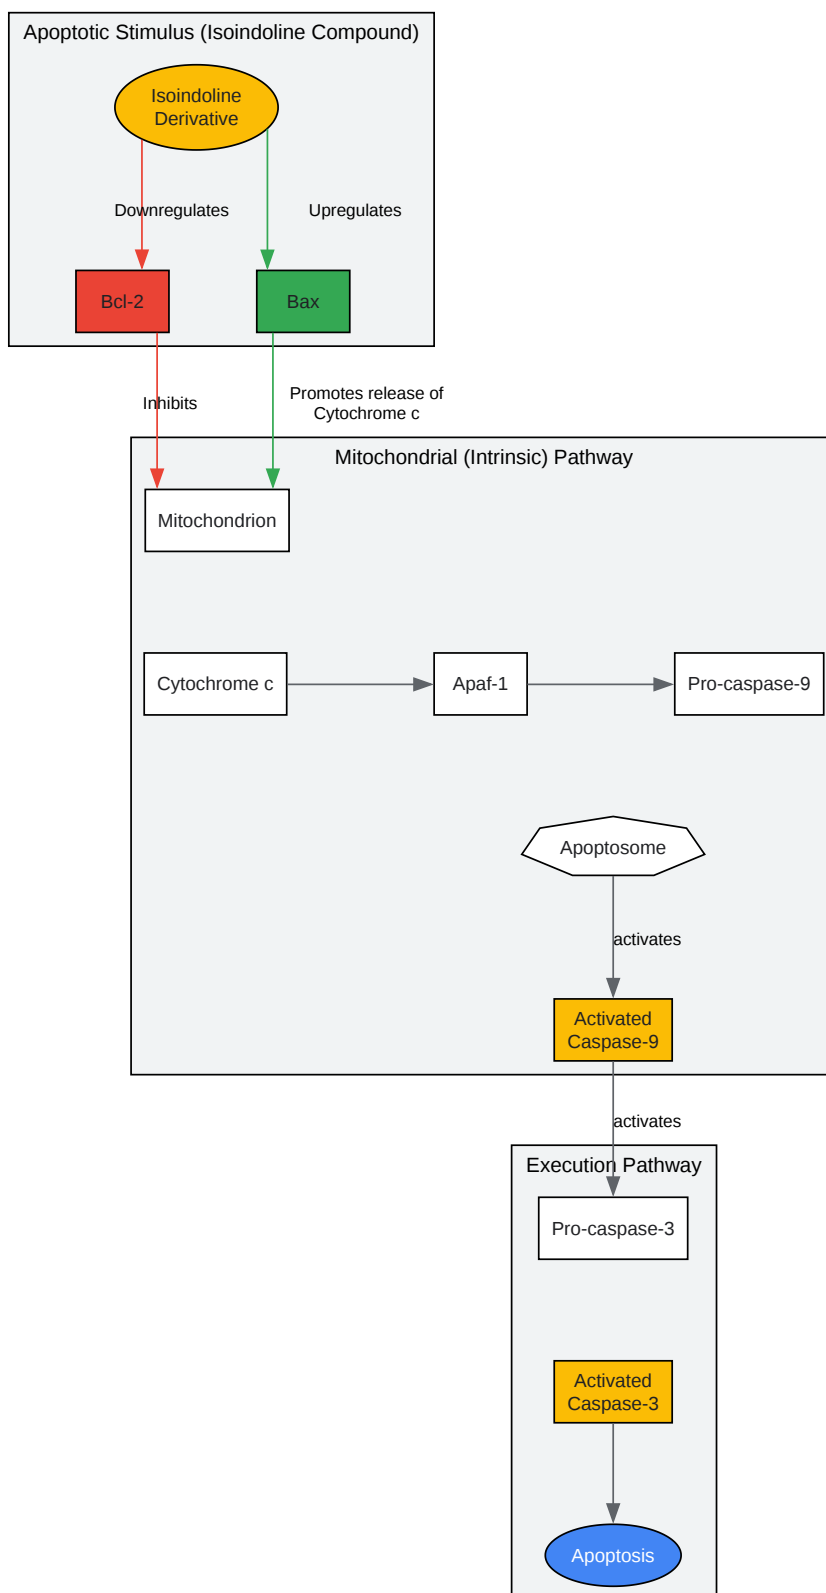 Apoptotic Stimulus (Isoindoline Compound)
Isoindoline
Derivative
Downregulates
Upregulates
Bcl-2
Bax
Inhibits
Promotes release of
Cytochrome c
Mitochondrial (Intrinsic) Pathway
Mitochondrion
Cytochrome c
Apaf-1
Pro-caspase-9
Apoptosome
activates
Activated
Caspase-9
activates
Execution Pathway
Pro-caspase-3
Activated
Caspase-3
Apoptosis